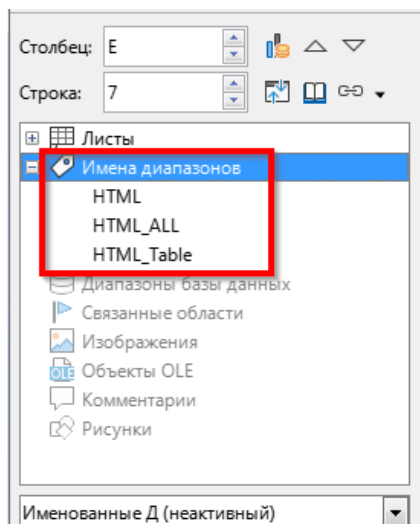 Столбец: E
Строка: 7
Листы
Имена диапазонов
HTML
HTML_ALL
HTML_Table
Диапазоны базы данных
Связанные области
Изображения
OLE Объекты OLE
Комментарии
Рисунки
Именованные Д (неактивный)